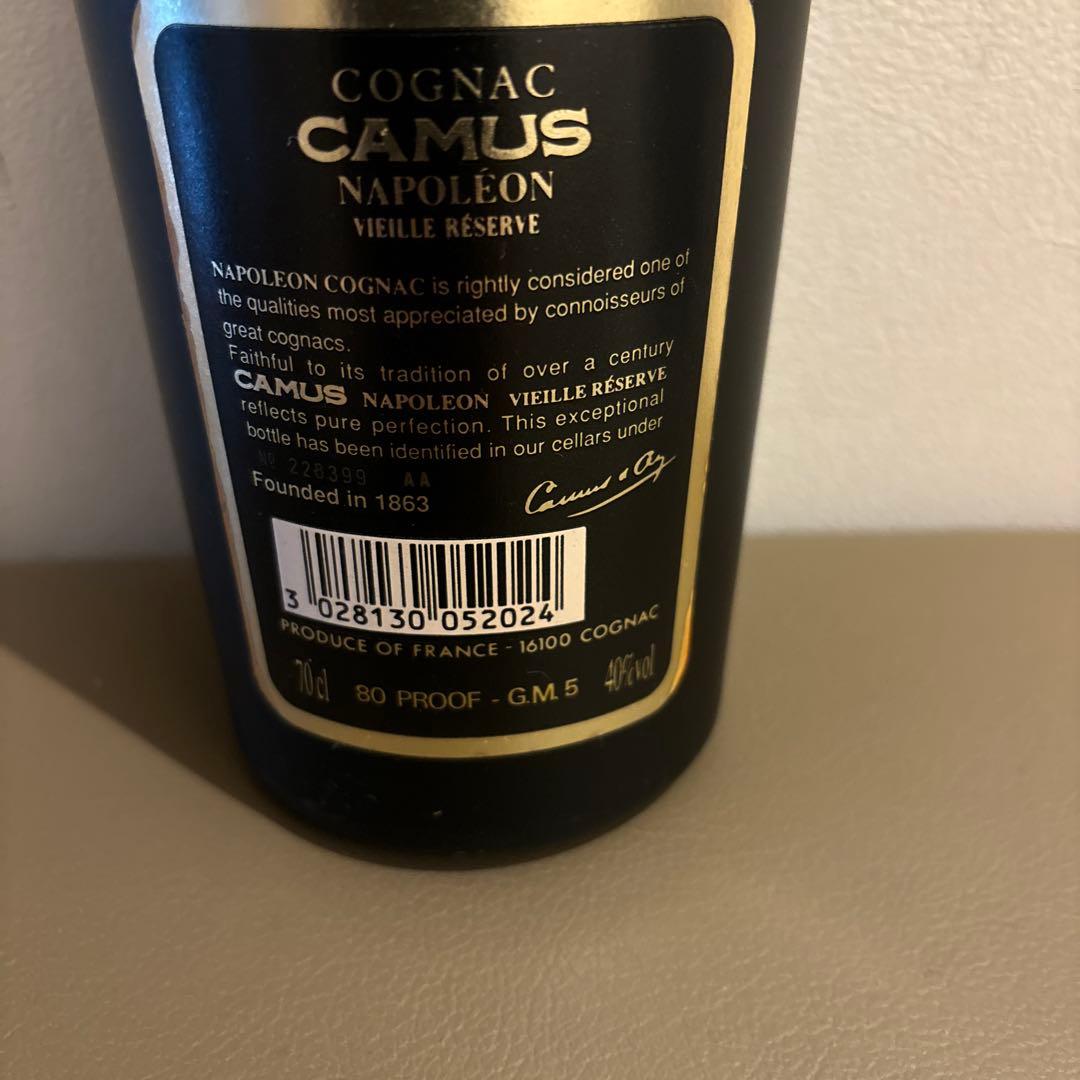 COGNAC
CAMUS
NAPOLÉON
VIEILLE RÉSERVE
NAPOLEON COGNAC is rightly considered one of
the qualities most appreciated by connoisseurs of
great cognacs.
Faithful to its tradition of over a century
CAMUS NAPOLEON VIEILLE RÉSERVE
reflects pure perfection. This exceptional
bottle has been identified in our cellars under
Nº 228399 AA
Founded in 1863
3 028130 052024
PRODUCE OF FRANCE - 16100 COGNAC
70 cl 80 PROOF - G.M. 5 40%vol